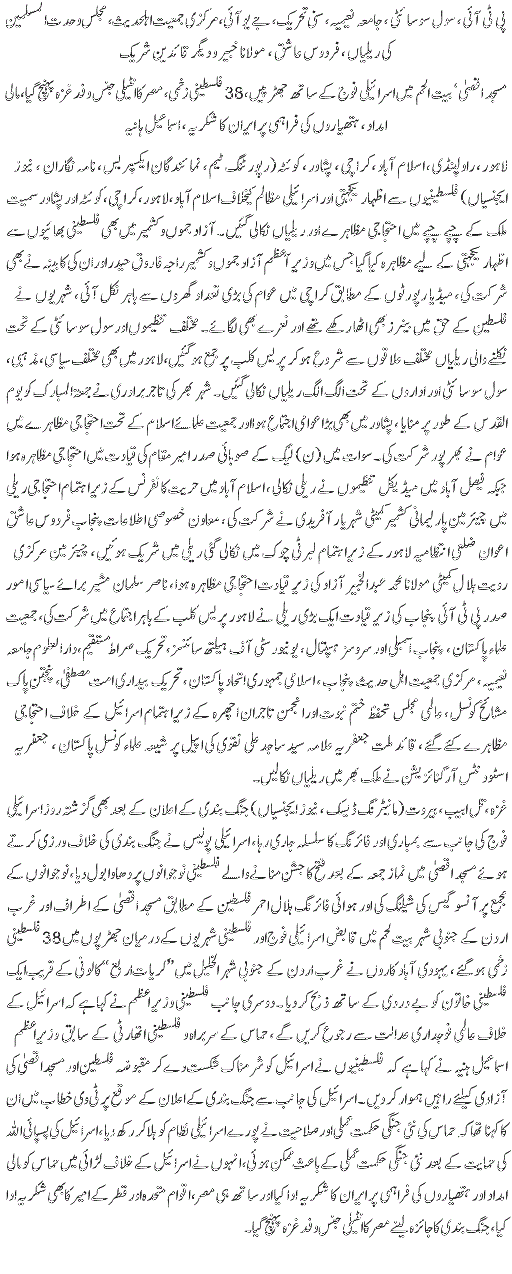 پی ٹی آئی، سول سوسائٹی، جامعہ نعیمیہ، سنی تحریک، جے یو آئی، مرکزی جمعیت اہلحدیث، مجلس وحدت المسلمین
کی ریلیاں، فردوس عاشق، مولانا خبیر و دیگر قائدین شریک
مسجد اقصیٰ، بیت الحم میں اسرائیلی فوج کے ساتھ جھڑپیں، 38 فلسطینی زخمی، مصر کا انٹیلی جنس وفد غزہ پہنچ گیا، مالی
امداد، ہتھیاروں کی فراہمی پر ایران کا شکریہ، اسماعیل ہانیہ
لاہور، راولپنڈی، اسلام آباد، کراچی، پشاور، کوئٹہ (رپورٹنگ ٹیم، نمائندگان ایکسپریس، نامہ نگاران، نیوز
ایجنسیاں) فلسطینیوں سے اظہار یکجہتی اور اسرائیلی مظالم کیخلاف اسلام آباد، لاہور، کراچی، کوئٹہ اور پشاور سمیت
ملک کے چپے چپے میں احتجاجی مظاہرے اور ریلیاں نکالی گئیں۔ آزاد جموں و کشمیر میں بھی فلسطینی بھائیوں سے
اظہار یکجہتی کے لیے مظاہرہ کیا گیا جس میں وزیراعظم آزاد جموں و کشمیر راجہ فاروق حیدر اور ان کی کابینہ نے بھی
شرکت کی، میڈیا رپورٹوں کے مطابق کراچی میں عوام کی بڑی تعداد گھروں سے باہر نکل آئی، شہریوں نے
فلسطین کے حق میں بینرز بھی اٹھا رکھے تھے اور نعرے بھی لگائے۔ مختلف تنظیموں اور سول سوسائٹی کے تحت
نکلنے والی ریلیاں مختلف علاقوں سے شروع ہو کر پریس کلب پر جمع ہو گئیں، لاہور میں بھی مختلف سیاسی، مذہبی،
سول سوسائٹی اور اداروں کے تحت الگ الگ ریلیاں نکالی گئیں۔ شہر بھر کی تاجر برادری نے جمعۃ المبارک کو یوم
القدس کے طور پر منایا، پشاور میں بھی بڑا عوامی اجتماع ہوا اور جمعیت علمائے اسلام کے تحت احتجاجی مظاہرے میں
عوام نے بھرپور شرکت کی۔ سوات میں (ن) لیگ کے صوبائی صدر امیر مقام کی قیادت میں احتجاجی مظاہرہ ہوا
جبکہ فیصل آباد میں میڈیکل تنظیموں نے ریلی نکالی، اسلام آباد میں حریت کانفرنس کے زیر اہتمام احتجاجی ریلی
میں چیئرمین پارلیمانی کشمیر کمیٹی شہریار آفریدی نے شرکت کی، معاون خصوصی اطلاعات پنجاب فردوس عاشق
اعوان ضلعی انتظامیہ لاہور کے زیر اہتمام لبرٹی چوک میں نکالی گئی ریلی میں شریک ہوئیں، چیئرمین مرکزی
رویت ہلال کمیٹی مولانا محمد عبدالخبیر آزاد کی زیر قیادت احتجاجی مظاہرہ ہوا، ناصر سلمان مشیر برائے سیاسی امور
صدر پی ٹی آئی پنجاب کی زیر قیادت ایک بڑی ریلی نے لاہور پریس کلب کے باہر اجتماع میں شرکت کی، جمعیت
علماء پاکستان، پنجاب اسمبلی اور سروسز ہسپتال، یونیورسٹی آف ہیلتھ سائنسز، تحریک صراط مستقیم، دارالعلوم جامعہ
نعیمیہ، مرکزی جمعیت اہل حدیث پنجاب، اسلامی جمہوری اتحاد پاکستان، تحریک بیداری امت مصطفیٰ، پنجتن پاک
مشائخ کونسل، عالمی مجلس تحفظ ختم نبوت اور انجمن تاجران اچھرہ کے زیر اہتمام اسرائیل کے خلاف احتجاجی
مظاہرے کئے گئے، قائد ملت جعفریہ علامہ سید ساجد علی نقوی کی اپیل پر شیعہ علماء کونسل پاکستان، جعفریہ
اسٹوڈنٹس آرگنائزیشن نے ملک بھر میں ریلیاں نکالیں۔
غزہ، تل ابیب، بیروت (مانیٹرنگ ڈیسک، نیوز ایجنسیاں) جنگ بندی کے اعلان کے بعد بھی گزشتہ روز اسرائیلی
فوج کی جانب سے بمباری اور فائرنگ کا سلسلہ جاری رہا، اسرائیلی پولیس نے جنگ بندی کی خلاف ورزی کرتے
ہوئے مسجد اقصیٰ میں نماز جمعہ کے بعد فتح کا جشن منانے والے فلسطینی نوجوانوں پر دھاوا بول دیا، نوجوانوں کے
مجمع پر آنسو گیس کی شیلنگ کی اور ہوائی فائرنگ ہلال احمر فلسطین کے مطابق مسجد اقصیٰ کے اطراف اور غرب
اردن کے جنوبی شہر بیت لحم میں قابض اسرائیلی فوج اور فلسطینی شہریوں کے درمیان جھڑپوں میں 38 فلسطینی
زخمی ہو گئے، یہودی آباد کاروں نے غرب اردن کے جنوبی شہر الخلیل میں "کریات اربع" کالونی کے قریب ایک
فلسطینی خاتون کو بے دردی کے ساتھ ذبح کر دیا۔ دوسری جانب فلسطینی وزیراعظم نے کہا ہے کہ اسرائیل کے
خلاف عالمی فوجداری عدالت سے رجوع کریں گے، حماس کے سربراہ و فلسطینی اتھارٹی کے سابق وزیراعظم
اسماعیل ہنیہ نے کہا ہے کہ فلسطینیوں نے اسرائیل کو شرمناک شکست دے کر مقبوضہ فلسطین اور مسجد اقصیٰ کی
آزادی کیلئے راہیں ہموار کر دیں۔ اسرائیل کی جانب سے جنگ بندی کے اعلان کے موقع پر ٹی وی خطاب میں ان
کا کہنا تھا کہ حماس کی نئی جنگی حکمت عملی اور صلاحیت نے پورے اسرائیلی نظام کو ہلا کر رکھ دیا، اسرائیل کی پسپائی اللہ
کی حمایت کے بعد نئی جنگی حکمت عملی کے باعث ممکن ہوئی، انہوں نے اسرائیل کے خلاف لڑائی میں حماس کو مالی
امداد اور ہتھیاروں کی فراہمی پر ایران کا شکریہ ادا کیا اور ساتھ ہی مصر، اقوام متحدہ اور قطر کے امیر کا بھی شکریہ ادا
کیا، جنگ بندی کا جائزہ لینے مصر کا انٹیلی جنس وفد غزہ پہنچ گیا۔